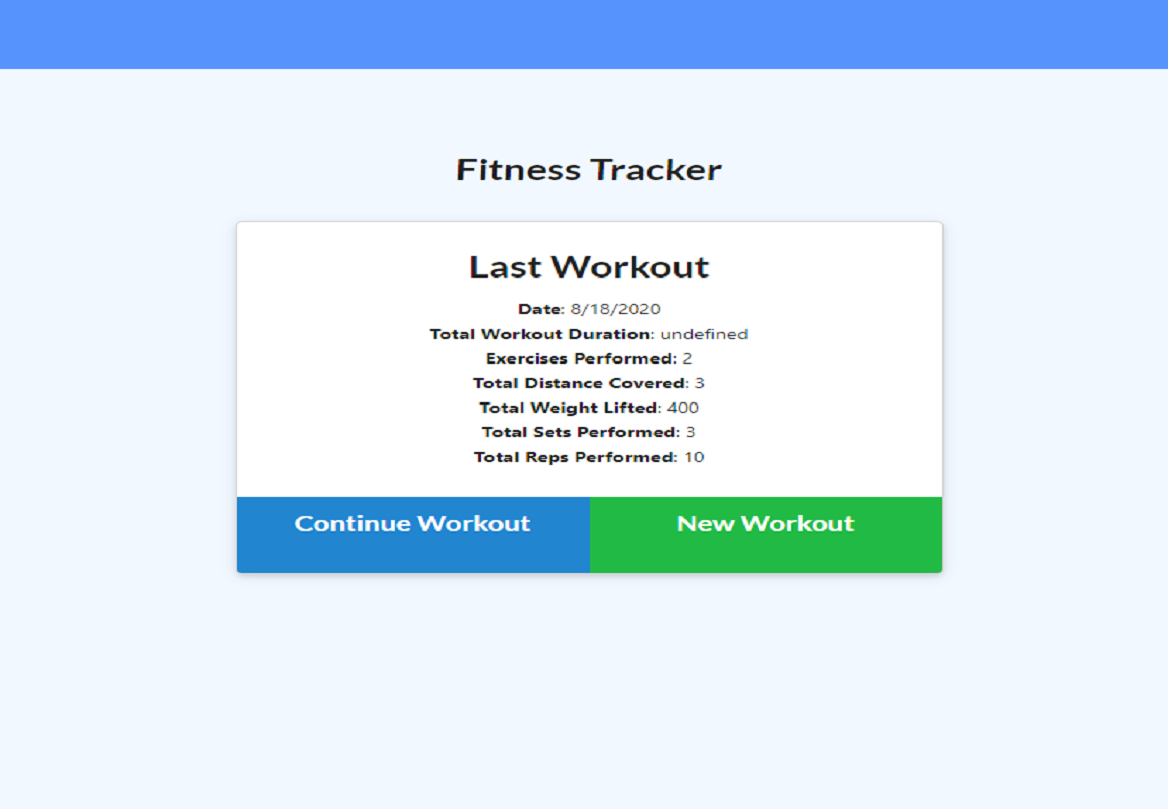 Fitness Tracker
Last Workout
Date: 8/18/2020
Total Workout Duration: undefined
Exercises Performed: 2
Total Distance Covered: 3
Total Weight Lifted: 400
Total Sets Performed: 3
Total Reps Performed: 10
Continue Workout
New Workout